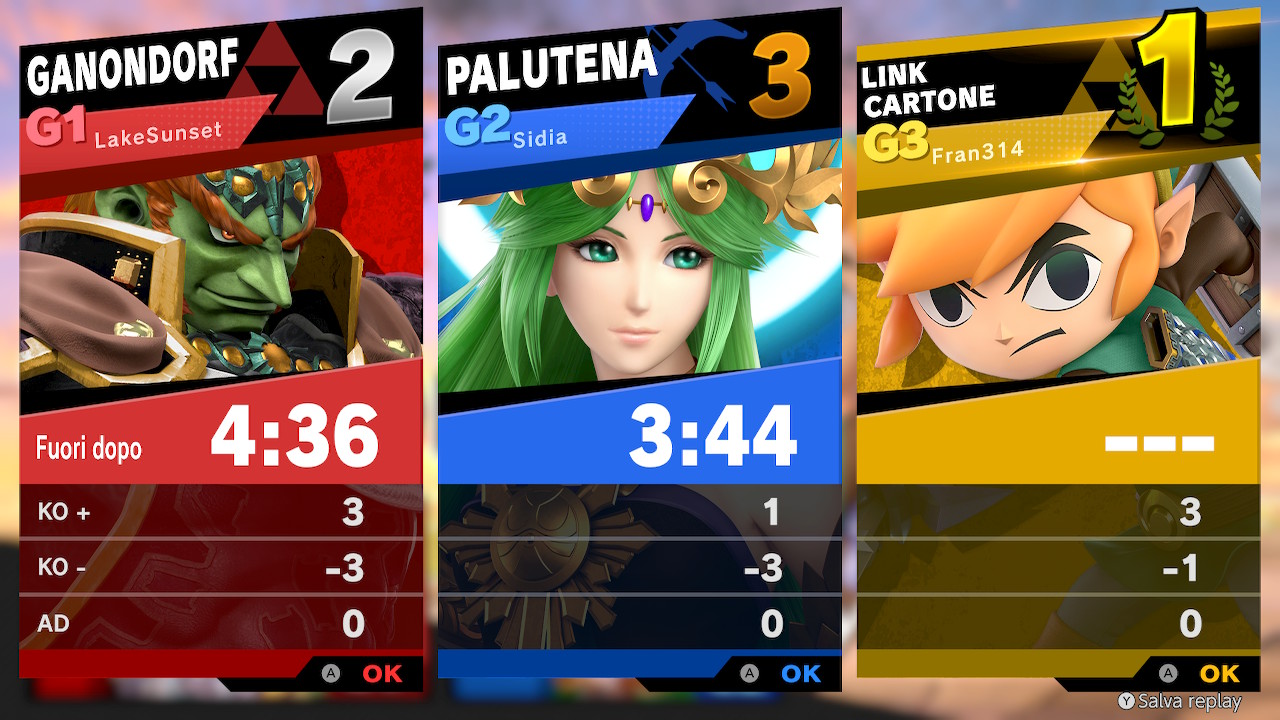 GANONDORF 2
G1 LakeSunset
Fuori dopo 4:36
KO + 3
KO - -3
AD 0
A OK
PALUTENA 3
G2 Sidia
3:44
1
-3
0
A OK
LINK CARTONE 1
G3 Fran314
---
3
-1
0
A OK
Y Salva replay